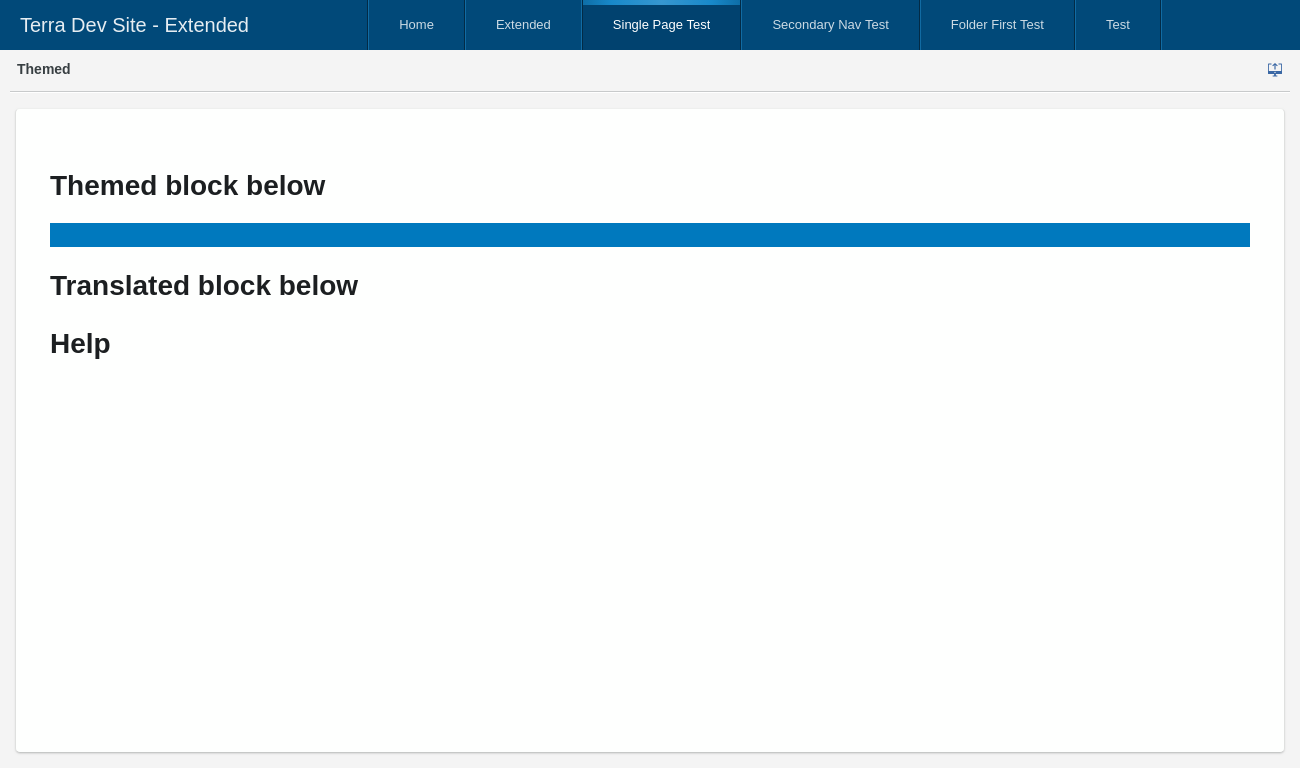 Terra Dev Site - Extended
Home
Extended
Single Page Test
Secondary Nav Test
Folder First Test
Test
Themed
Themed block below
Translated block below
Help